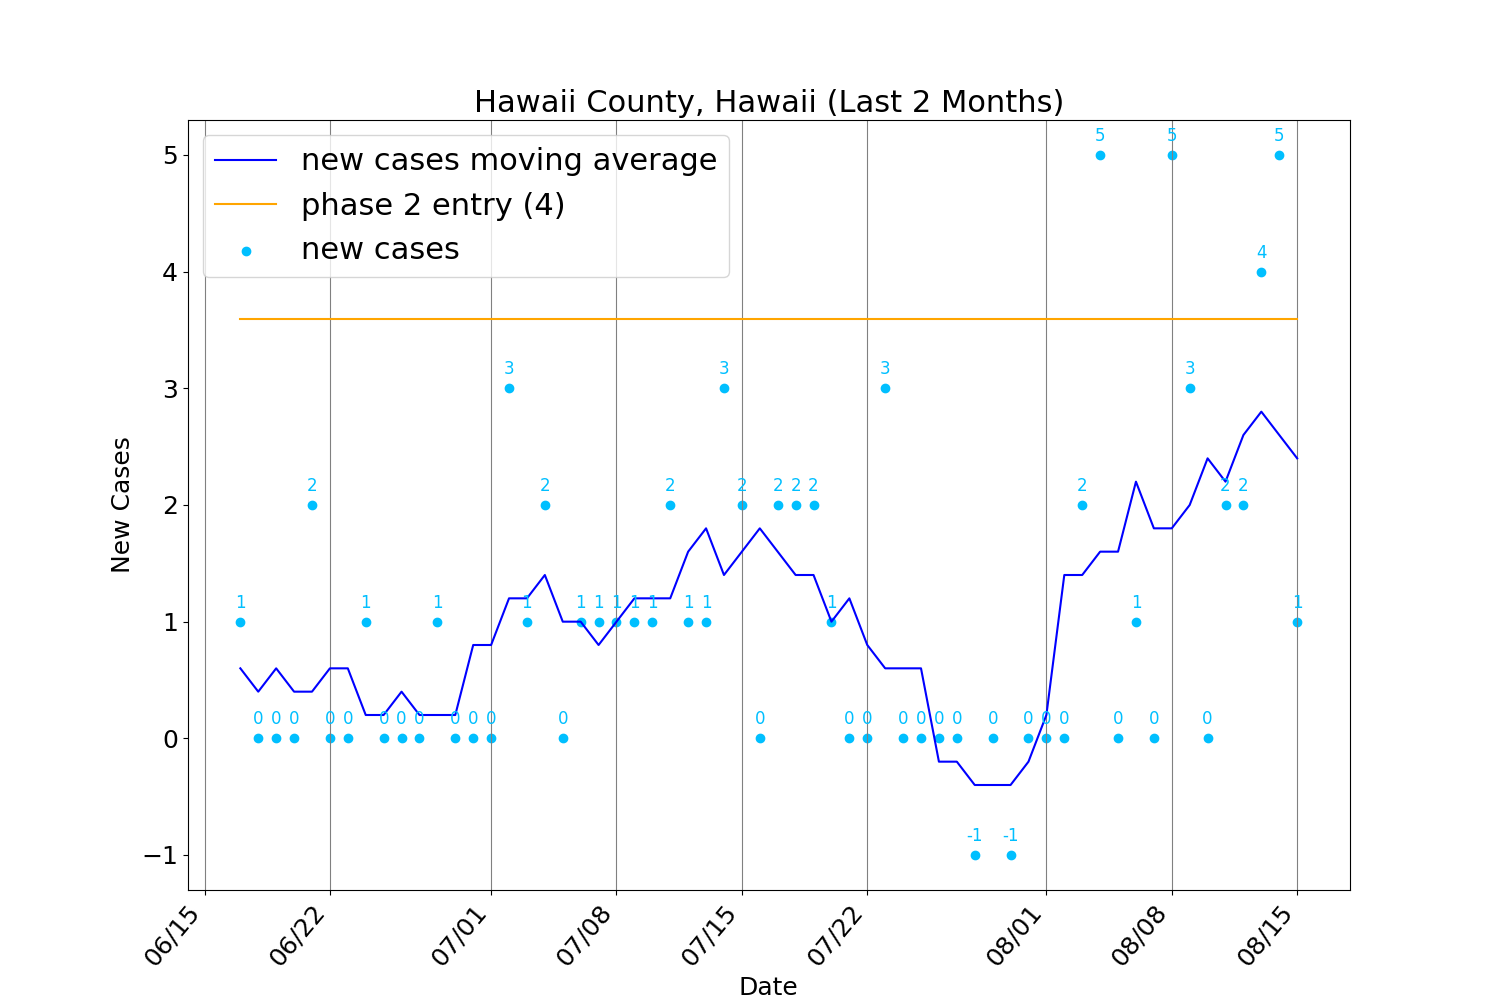 Hawaii County, Hawaii (Last 2 Months)
5 5 5
5
new cases moving average
phase 2 entry (4)
new cases
4
4
3 3 3 3
3
2 2 2 2 2 2 2 2 2 2
2
New Cases
1 1 1 1 1 1 1 1 1 1 1 1 1 1
1
0 0 0 0 0 0 0 0 0 0 0 0 0 0 0 0 0 0 0 0 0 0 0 0 0 0
0
-1 -1
−1
06/15 06/22 07/01 07/08 07/15 07/22 08/01 08/08 08/15
Date